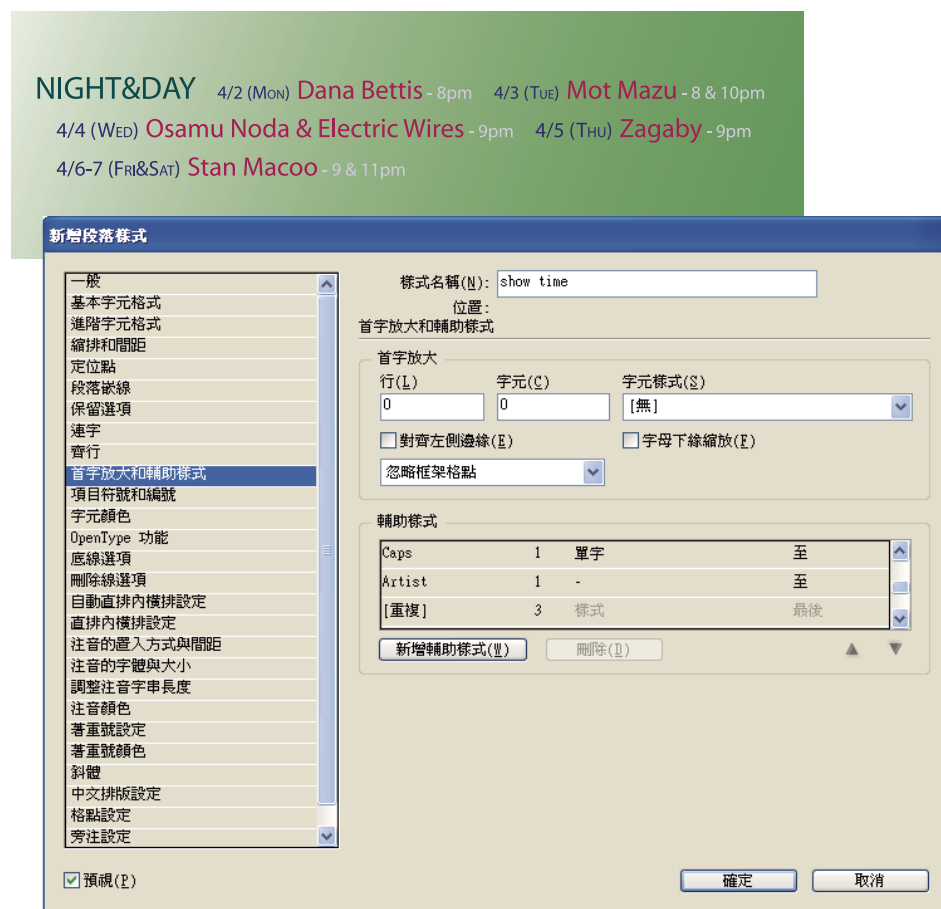 NIGHT&DAY 4/2 (MON) Dana Bettis - 8pm 4/3 (TUE) Mot Mazu - 8 & 10pm
4/4 (WED) Osamu Noda & Electric Wires - 9pm 4/5 (THU) Zagaby - 9pm
4/6-7 (FRI&SAT) Stan Macoo - 9 & 11pm
新增段落樣式
一般
基本字元格式
進階字元格式
縮排和間距
定位點
段落嵌線
保留選項
連字
齊行
首字放大和輔助樣式
項目符號和編號
字元顏色
OpenType 功能
底線選項
刪除線選項
自動直排內橫排設定
直排內橫排設定
注音的置入方式與間距
注音的字體與大小
調整注音字串長度
注音顏色
著重號設定
著重號顏色
斜體
中文排版設定
格點設定
旁注設定
預視(P)
樣式名稱(N): show time
位置:
首字放大和輔助樣式
首字放大
行(L) 字元(C) 字元樣式(S)
0 0 [無]
對齊左側邊緣(E) 字母下緣縮放(F)
忽略框架格點
輔助樣式
Caps 1 單字 至
Artist 1 - 至
[重複] 3 樣式 最後
新增輔助樣式(W) 刪除(D)
確定 取消